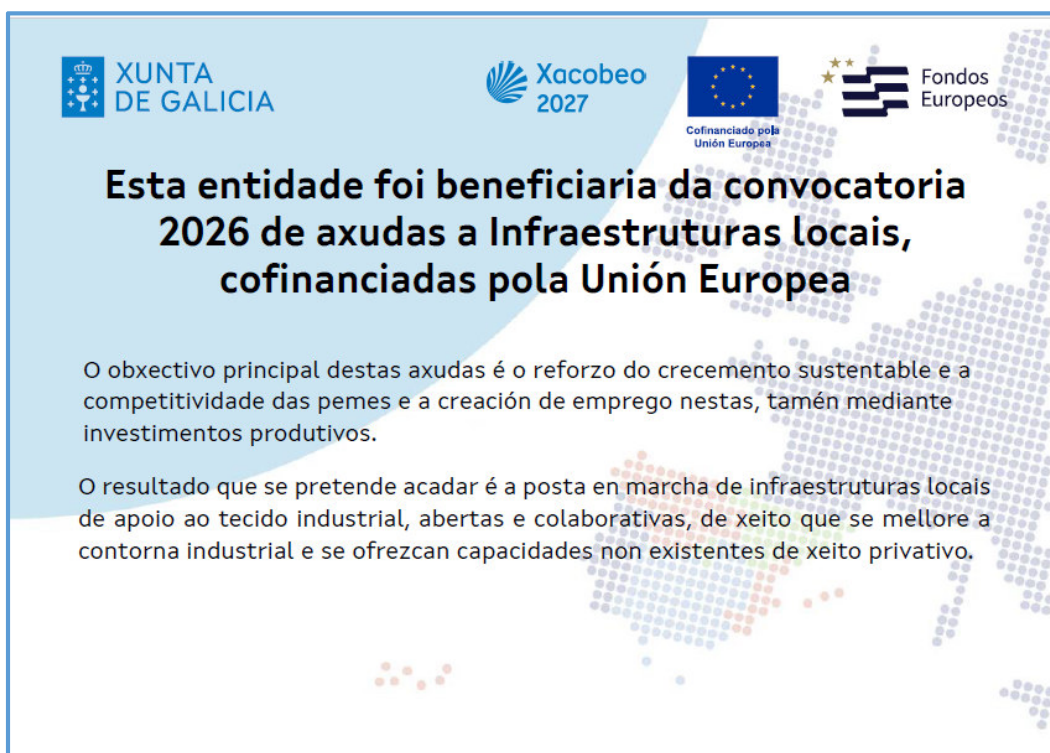 XUNTA
DE GALICIA
Xacobeo
2027
Cofinanciado pola
Unión Europea
Fondos
Europeos
Esta entidade foi beneficiaria da convocatoria
2026 de axudas a Infraestruturas locais,
cofinanciadas pola Unión Europea
O obxectivo principal destas axudas é o reforzo do crecemento sustentable e a
competitividade das pemes e a creación de emprego nestas, tamén mediante
investimentos produtivos.
O resultado que se pretende acadar é a posta en marcha de infraestruturas locais
de apoio ao tecido industrial, abertas e colaborativas, de xeito que se mellore a
contorna industrial e se ofrezcan capacidades non existentes de xeito privativo.